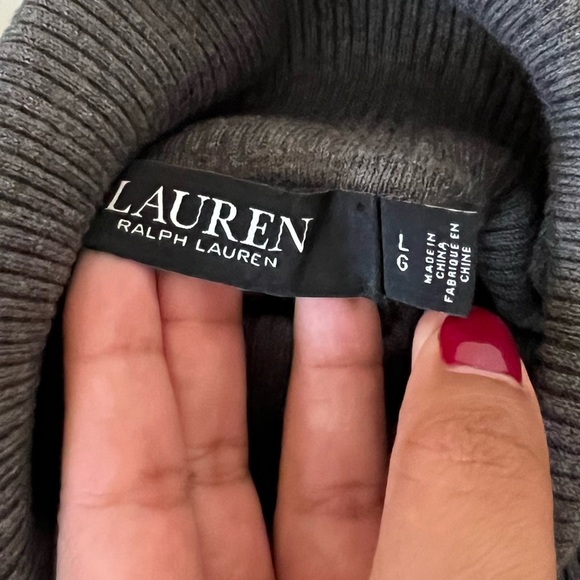 LAUREN
RALPH LAUREN
L
G
MADE IN
CHINA
FABRIQUÉ EN
CHINE